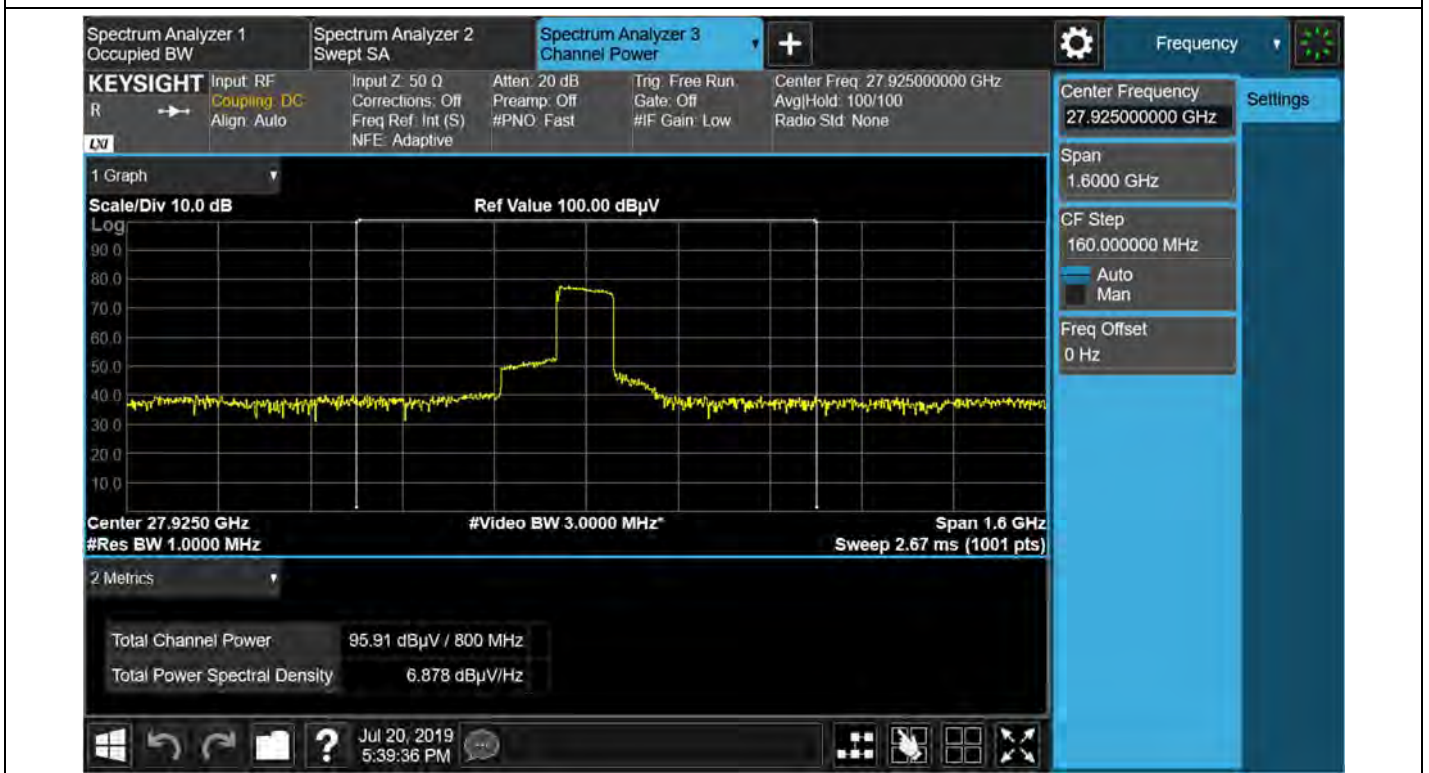 Spectrum Analyzer 1
Occupied BW
Spectrum Analyzer 2
Swept SA
Spectrum Analyzer 3
Channel Power
Frequency
KEYSIGHT
R
LXI
Input: RF
Coupling: DC
Align: Auto
Input Z: 50 Ω
Corrections: Off
Freq Ref: Int (S)
NFE: Adaptive
Atten: 20 dB
Preamp: Off
#PNO: Fast
Trig: Free Run
Gate: Off
#IF Gain: Low
Center Freq: 27.925000000 GHz
Avg|Hold: 100/100
Radio Std: None
Center Frequency
27.925000000 GHz
Settings
Span
1.6000 GHz
CF Step
160.000000 MHz
Auto
Man
Freq Offset
0 Hz
1 Graph
Scale/Div 10.0 dB
Ref Value 100.00 dBµV
Log
90.0
80.0
70.0
60.0
50.0
40.0
30.0
20.0
10.0
Center 27.9250 GHz
#Video BW 3.0000 MHz*
Span 1.6 GHz
#Res BW 1.0000 MHz
Sweep 2.67 ms (1001 pts)
2 Metrics
Total Channel Power
95.91 dBµV / 800 MHz
Total Power Spectral Density
6.878 dBµV/Hz
?
Jul 20, 2019
5:39:36 PM